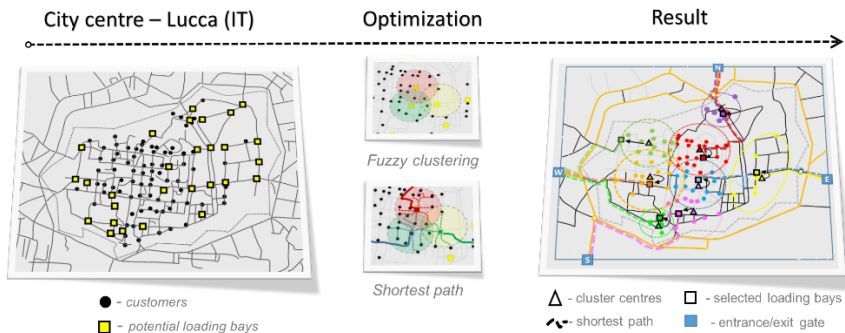 City centre – Lucca (IT)
Optimization
Result
Fuzzy clustering
Shortest path
N
W
E
S
- customers
- potential loading bays
- cluster centres
- selected loading bays
- shortest path
- entrance/exit gate